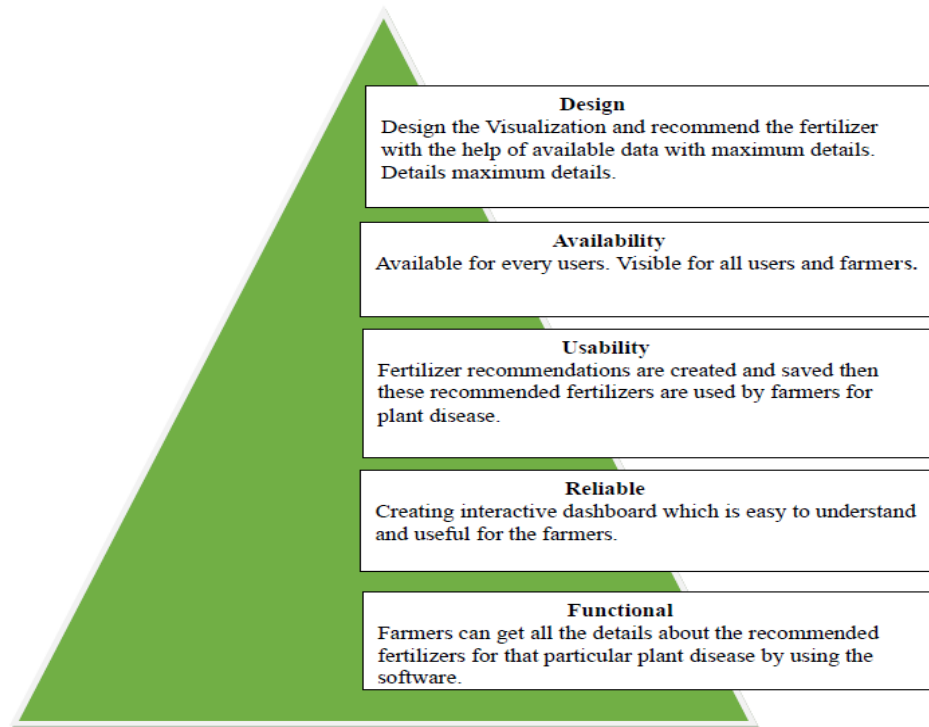 Design
Design the Visualization and recommend the fertilizer
with the help of available data with maximum details.
Details maximum details.
Availability
Available for every users. Visible for all users and farmers.
Usability
Fertilizer recommendations are created and saved then
these recommended fertilizers are used by farmers for
plant disease.
Reliable
Creating interactive dashboard which is easy to understand
and useful for the farmers.
Functional
Farmers can get all the details about the recommended
fertilizers for that particular plant disease by using the
software.